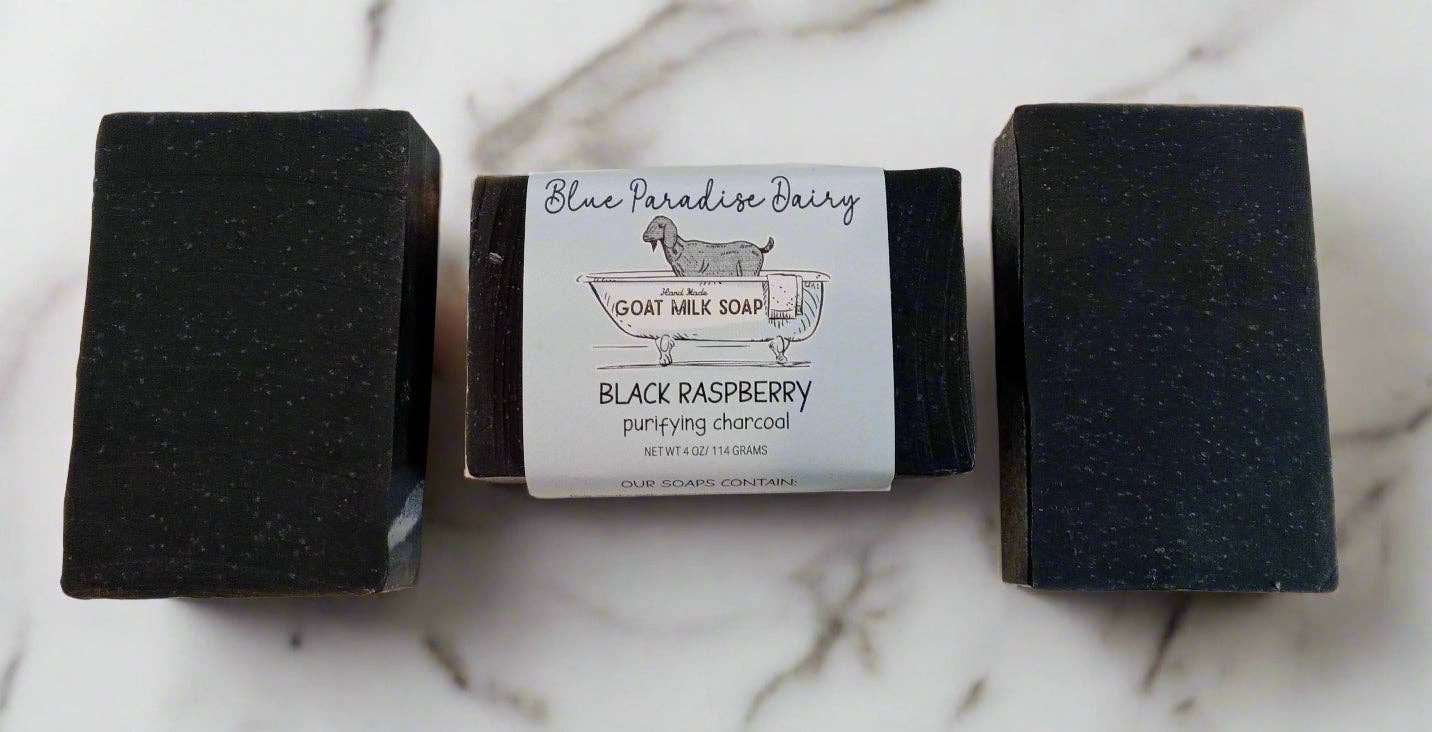 Blue Paradise Dairy
Hand Made
GOAT MILK SOAP
BLACK RASPBERRY
purifying charcoal
NET WT 4 OZ/ 114 GRAMS
OUR SOAPS CONTAIN: